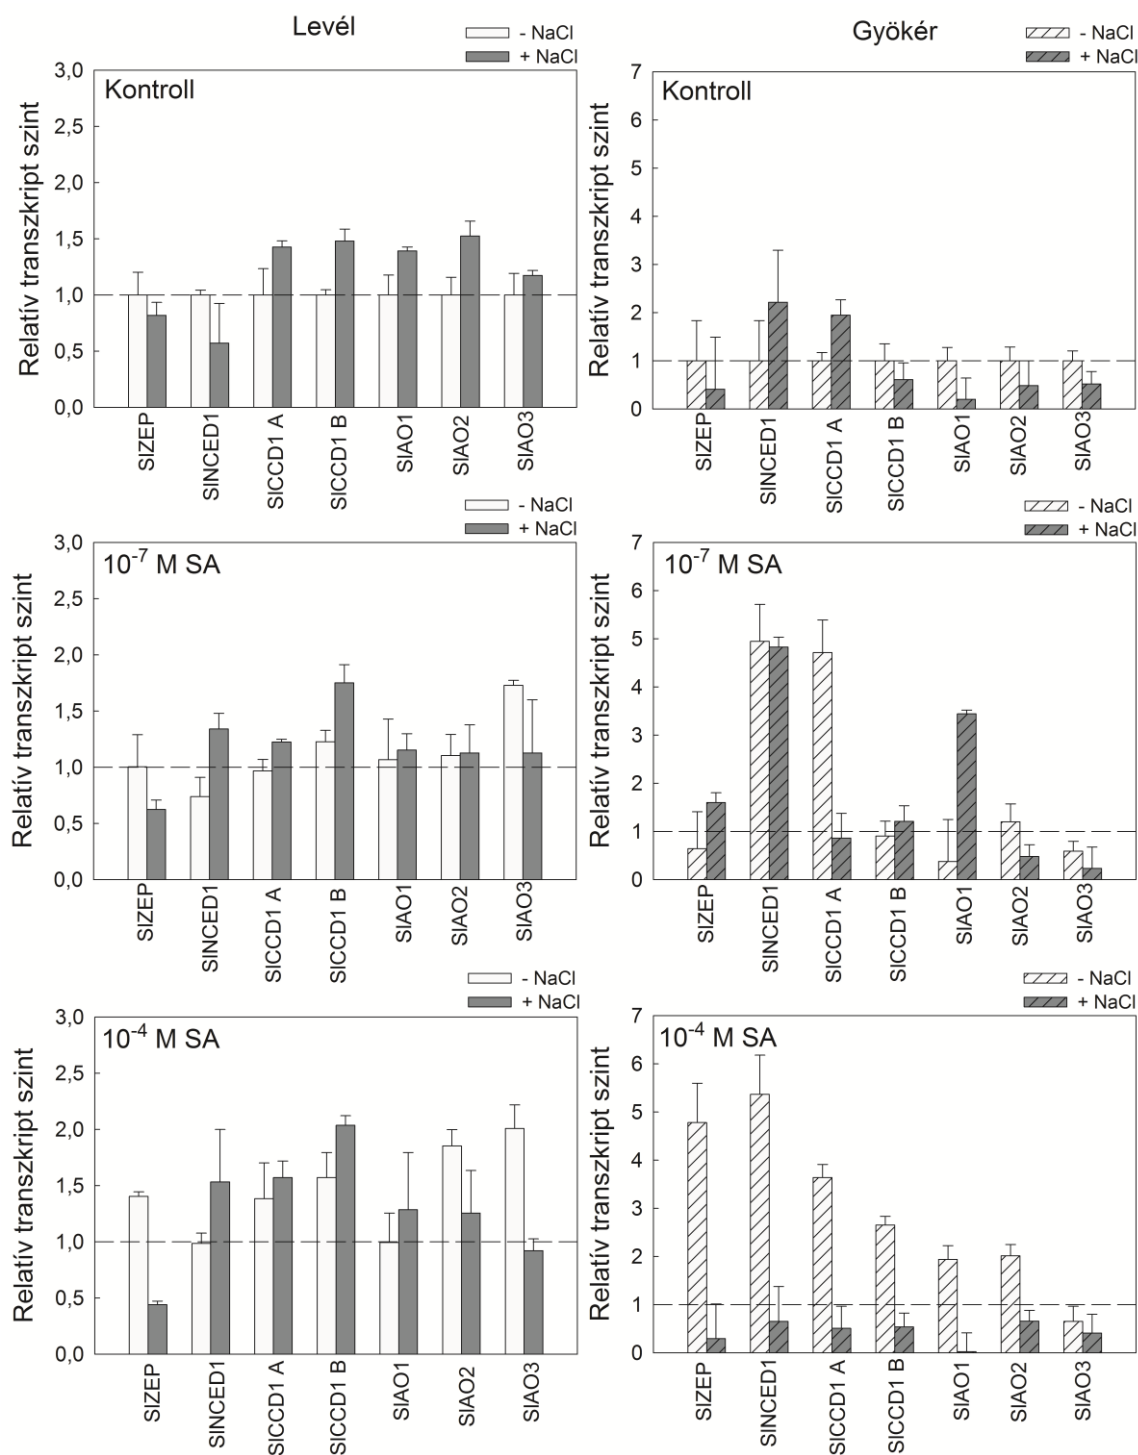 Levél
- NaCl
+ NaCl
Kontroll
Relatív transzkript szint
3,0
2,5
2,0
1,5
1,0
0,5
0,0
SlZEP
SlNCED1
SlCCD1 A
SlCCD1 B
SlAO1
SlAO2
SlAO3
Gyökér
- NaCl
+ NaCl
Kontroll
Relatív transzkript szint
7
6
5
4
3
2
1
0
SlZEP
SlNCED1
SlCCD1 A
SlCCD1 B
SlAO1
SlAO2
SlAO3
- NaCl
+ NaCl
10⁻⁷ M SA
Relatív transzkript szint
3,0
2,5
2,0
1,5
1,0
0,5
0,0
SlZEP
SlNCED1
SlCCD1 A
SlCCD1 B
SlAO1
SlAO2
SlAO3
- NaCl
+ NaCl
10⁻⁷ M SA
Relatív transzkript szint
7
6
5
4
3
2
1
0
SlZEP
SlNCED1
SlCCD1 A
SlCCD1 B
SlAO1
SlAO2
SlAO3
- NaCl
+ NaCl
10⁻⁴ M SA
Relatív transzkript szint
3,0
2,5
2,0
1,5
1,0
0,5
0,0
SlZEP
SlNCED1
SlCCD1 A
SlCCD1 B
SlAO1
SlAO2
SlAO3
- NaCl
+ NaCl
10⁻⁴ M SA
Relatív transzkript szint
7
6
5
4
3
2
1
0
SlZEP
SlNCED1
SlCCD1 A
SlCCD1 B
SlAO1
SlAO2
SlAO3